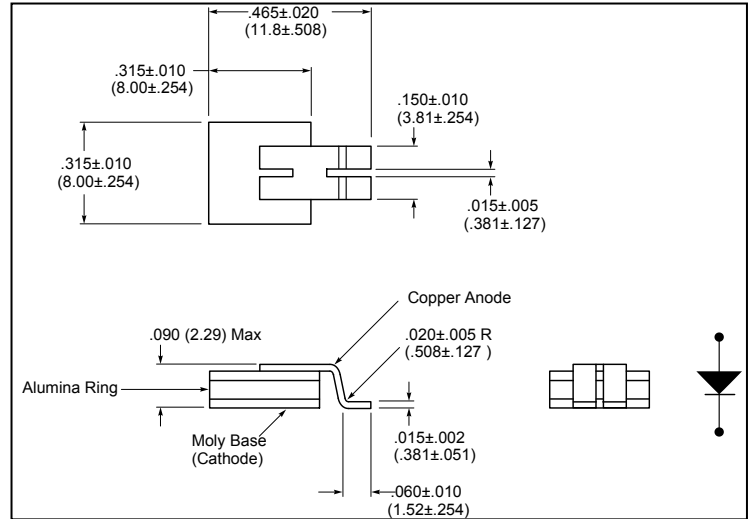 .465±.020
(11.8±.508)
.315±.010
(8.00±.254)
.150±.010
(3.81±.254)
.315±.010
(8.00±.254)
.015±.005
(.381±.127)
Copper Anode
.090 (2.29) Max
.020±.005 R
(.508±.127 )
Alumina Ring
Moly Base
(Cathode)
.015±.002
(.381±.051)
.060±.010
(1.52±.254)